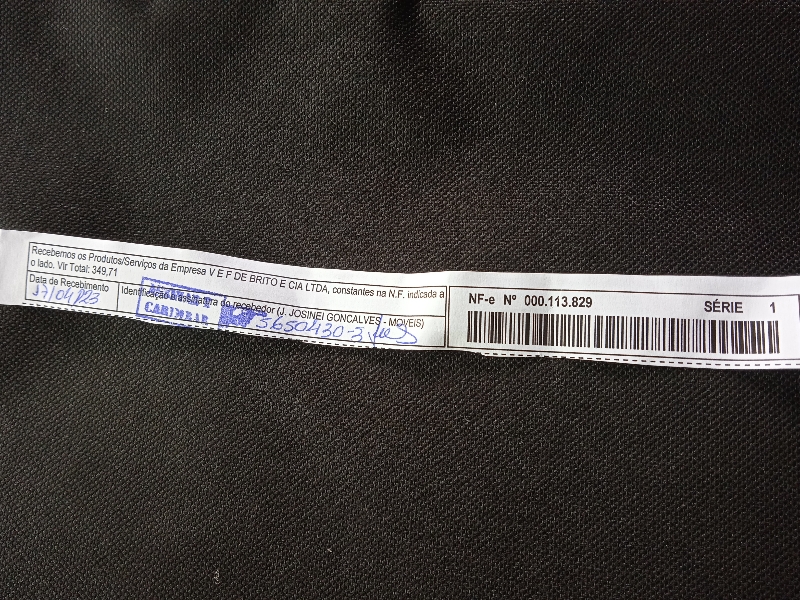 Recebemos os Produtos/Serviços da Empresa V E F DE BRITO E CIA LTDA, constantes na N.F. indicada a
o lado. Vlr Total: 349,71
Data de Recebimento
17/04/23
Identificação e assinatura do recebedor (J. JOSINEI GONCALVES - MOVEIS)
CARIMBAR
5650430-3
NF-e Nº 000.113.829 SÉRIE 1